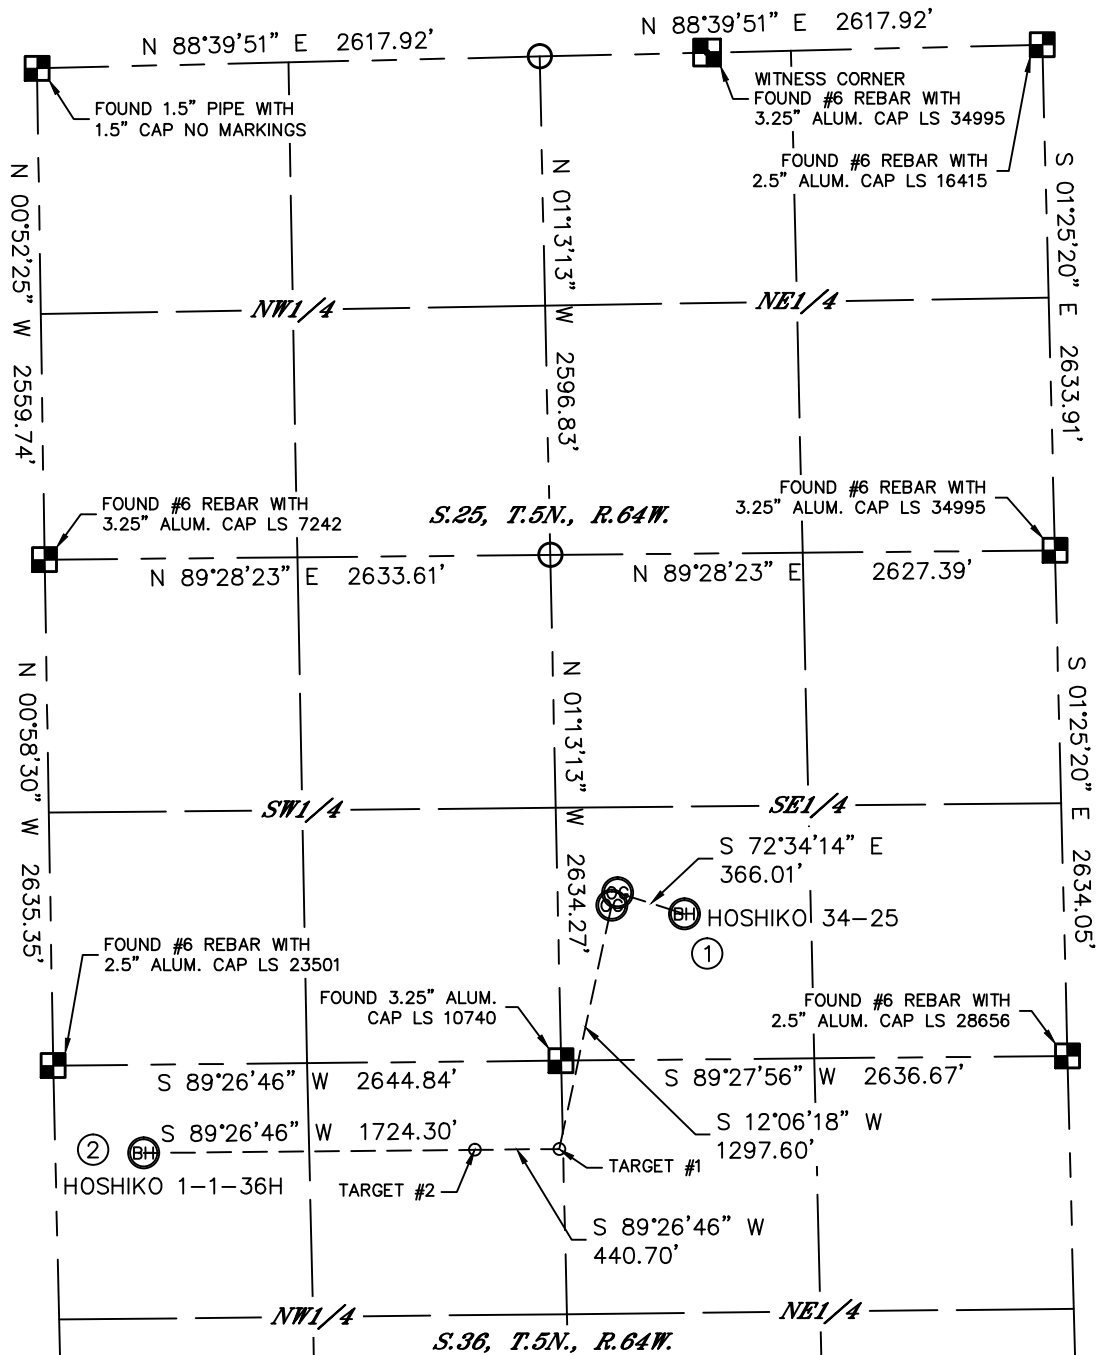 N 88°39'51" E 2617.92'
N 88°39'51" E 2617.92'
FOUND 1.5" PIPE WITH
1.5" CAP NO MARKINGS
WITNESS CORNER
FOUND #6 REBAR WITH
3.25" ALUM. CAP LS 34995
FOUND #6 REBAR WITH
2.5" ALUM. CAP LS 16415
N 00°52'25" W 2559.74'
N 01°13'13" W 2596.83'
S 01°25'20" E 2633.91'
NW1/4
NE1/4
FOUND #6 REBAR WITH
3.25" ALUM. CAP LS 7242
S.25, T.5N., R.64W.
FOUND #6 REBAR WITH
3.25" ALUM. CAP LS 34995
N 89°28'23" E 2633.61'
N 89°28'23" E 2627.39'
N 00°58'30" W 2635.35'
N 01°13'13" W 2634.27'
S 01°25'20" E 2634.05'
SW1/4
SE1/4
S 72°34'14" E
366.01'
OG
OG
BH
HOSHIKO 34-25
1
FOUND #6 REBAR WITH
2.5" ALUM. CAP LS 23501
FOUND 3.25" ALUM.
CAP LS 10740
FOUND #6 REBAR WITH
2.5" ALUM. CAP LS 28656
S 89°26'46" W 2644.84'
S 89°27'56" W 2636.67'
S 12°06'18" W
1297.60'
2
BH
S 89°26'46" W 1724.30'
HOSHIKO 1-1-36H
TARGET #1
TARGET #2
S 89°26'46" W
440.70'
NW1/4
NE1/4
S.36, T.5N., R.64W.